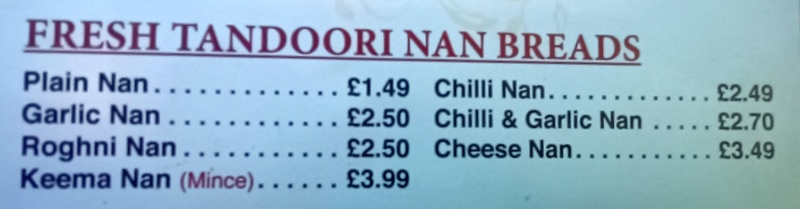 FRESH TANDOORI NAN BREADS
Plain Nan.............. £1.49
Garlic Nan ............. £2.50
Roghni Nan............ £2.50
Keema Nan (Mince)...... £3.99
Chilli Nan............. £2.49
Chilli & Garlic Nan ..... £2.70
Cheese Nan........... £3.49